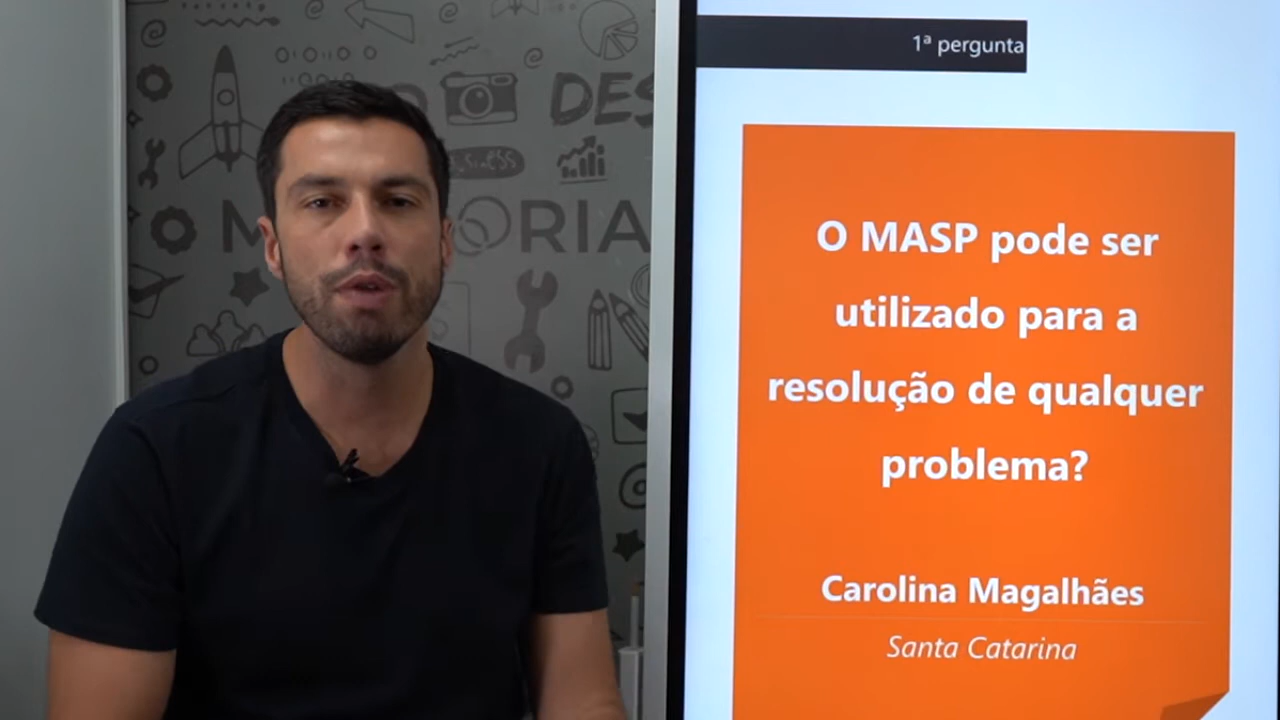 1ª pergunta
O MASP pode ser
utilizado para a
resolução de qualquer
problema?
Carolina Magalhães
Santa Catarina